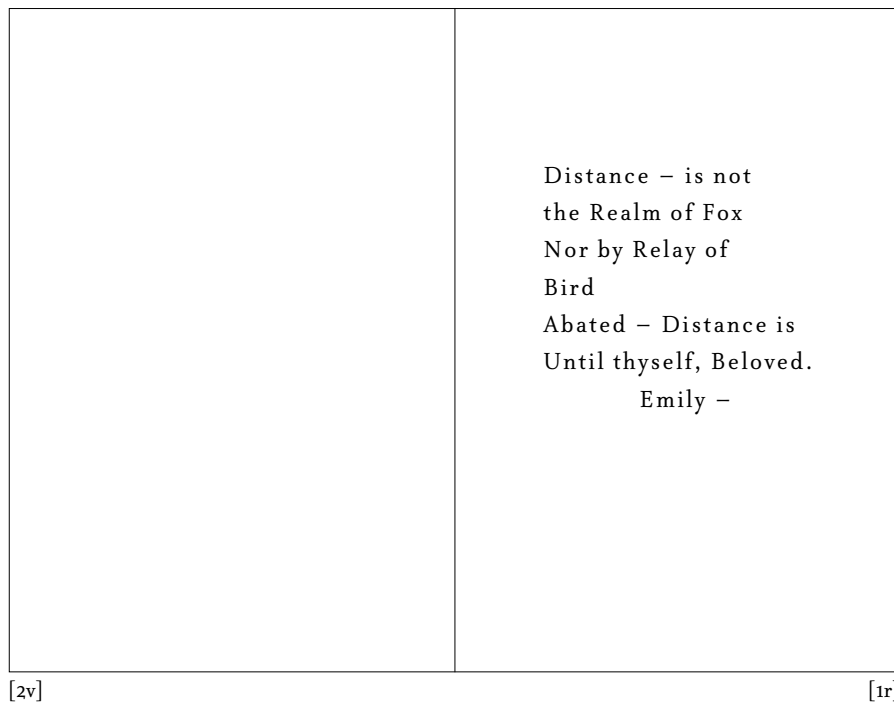 Distance – is not
the Realm of Fox
Nor by Relay of
Bird
Abated – Distance is
Until thyself, Beloved.
Emily –
[2v]
[1r]